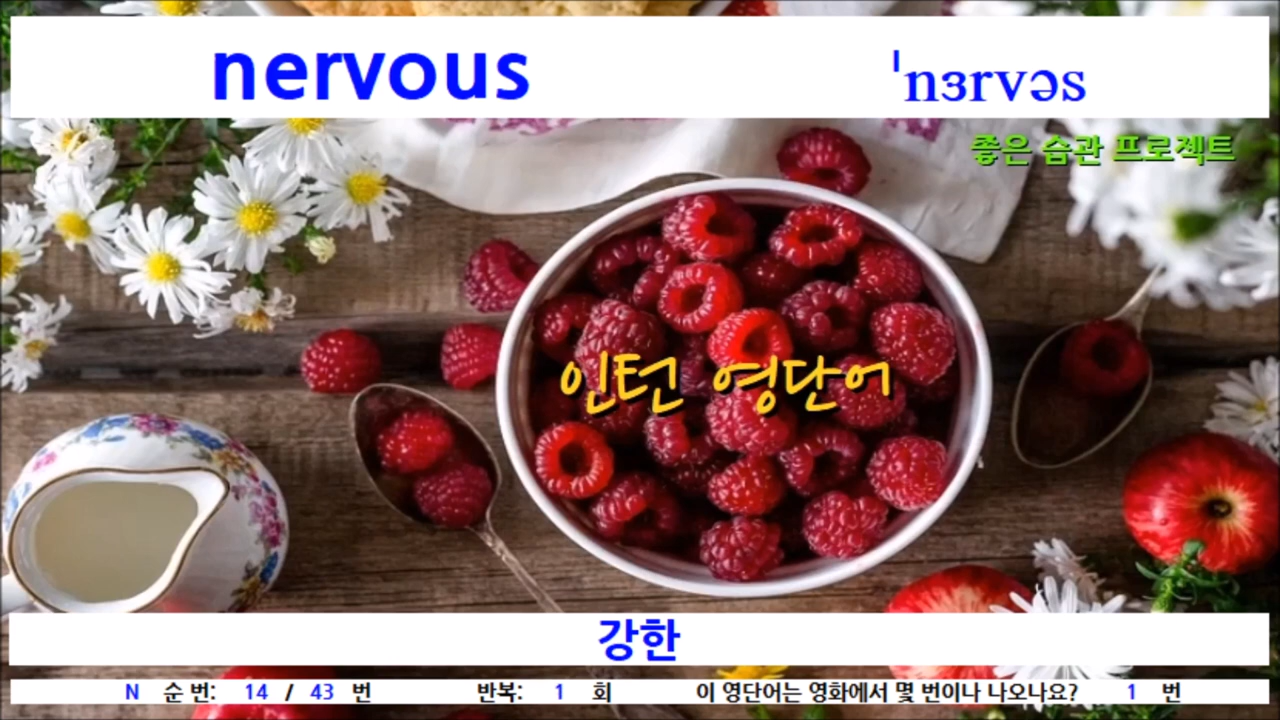 nervous ˈnɜrvəs
좋은 습관 프로젝트
인턴 영단어
강한
N 순 번: 14 / 43 번 반복: 1 회 이 영단어는 영화에서 몇 번이나 나오나요? 1 번